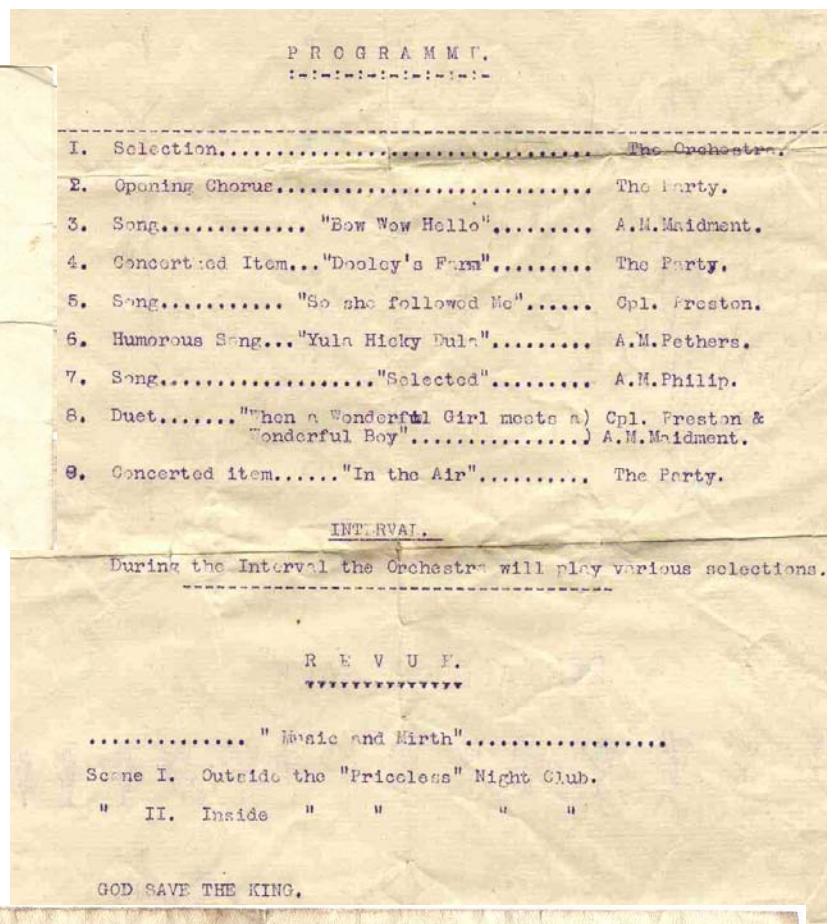 PROGRAMME.
:-:-:-:-:-:-:-:-:-
I. Selection................................... The Orchestra.
2. Opening Chorus............................. The Party.
3. Song............. "Bow Wow Hello"......... A.M.Maidment.
4. Concerted Item..."Dooley's Farm"......... The Party.
5. Song........... "So she followed Me"...... Cpl. Preston.
6. Humorous Song..."Yula Hicky Dula"......... A.M.Pethers.
7. Song...................."Selected"......... A.M.Philip.
8. Duet......."When a Wonderful Girl meets a) Cpl. Preston &
Wonderful Boy"................) A.M.Maidment.
9. Concerted item......"In the Air".......... The Party.
INTERVAL.
During the Interval the Orchestra will play various selections.
REVUE.
............... " Music and Mirth"...................
Scene I. Outside the "Priceless" Night Club.
" II. Inside " " " "
GOD SAVE THE KING.